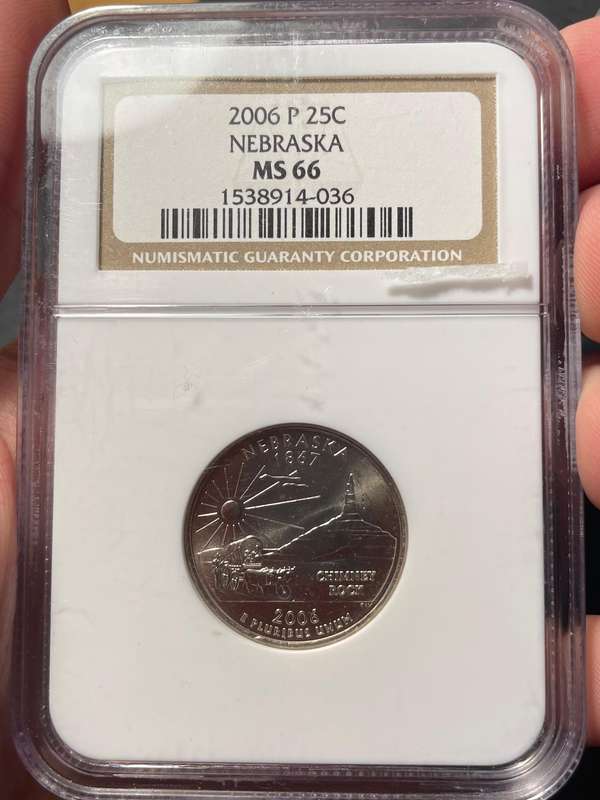 2006 P 25C
NEBRASKA
MS 66
1538914-036
NUMISMATIC GUARANTY CORPORATION
NEBRASKA
1867
CHIMNEY
ROCK
2006
E PLURIBUS UNUM